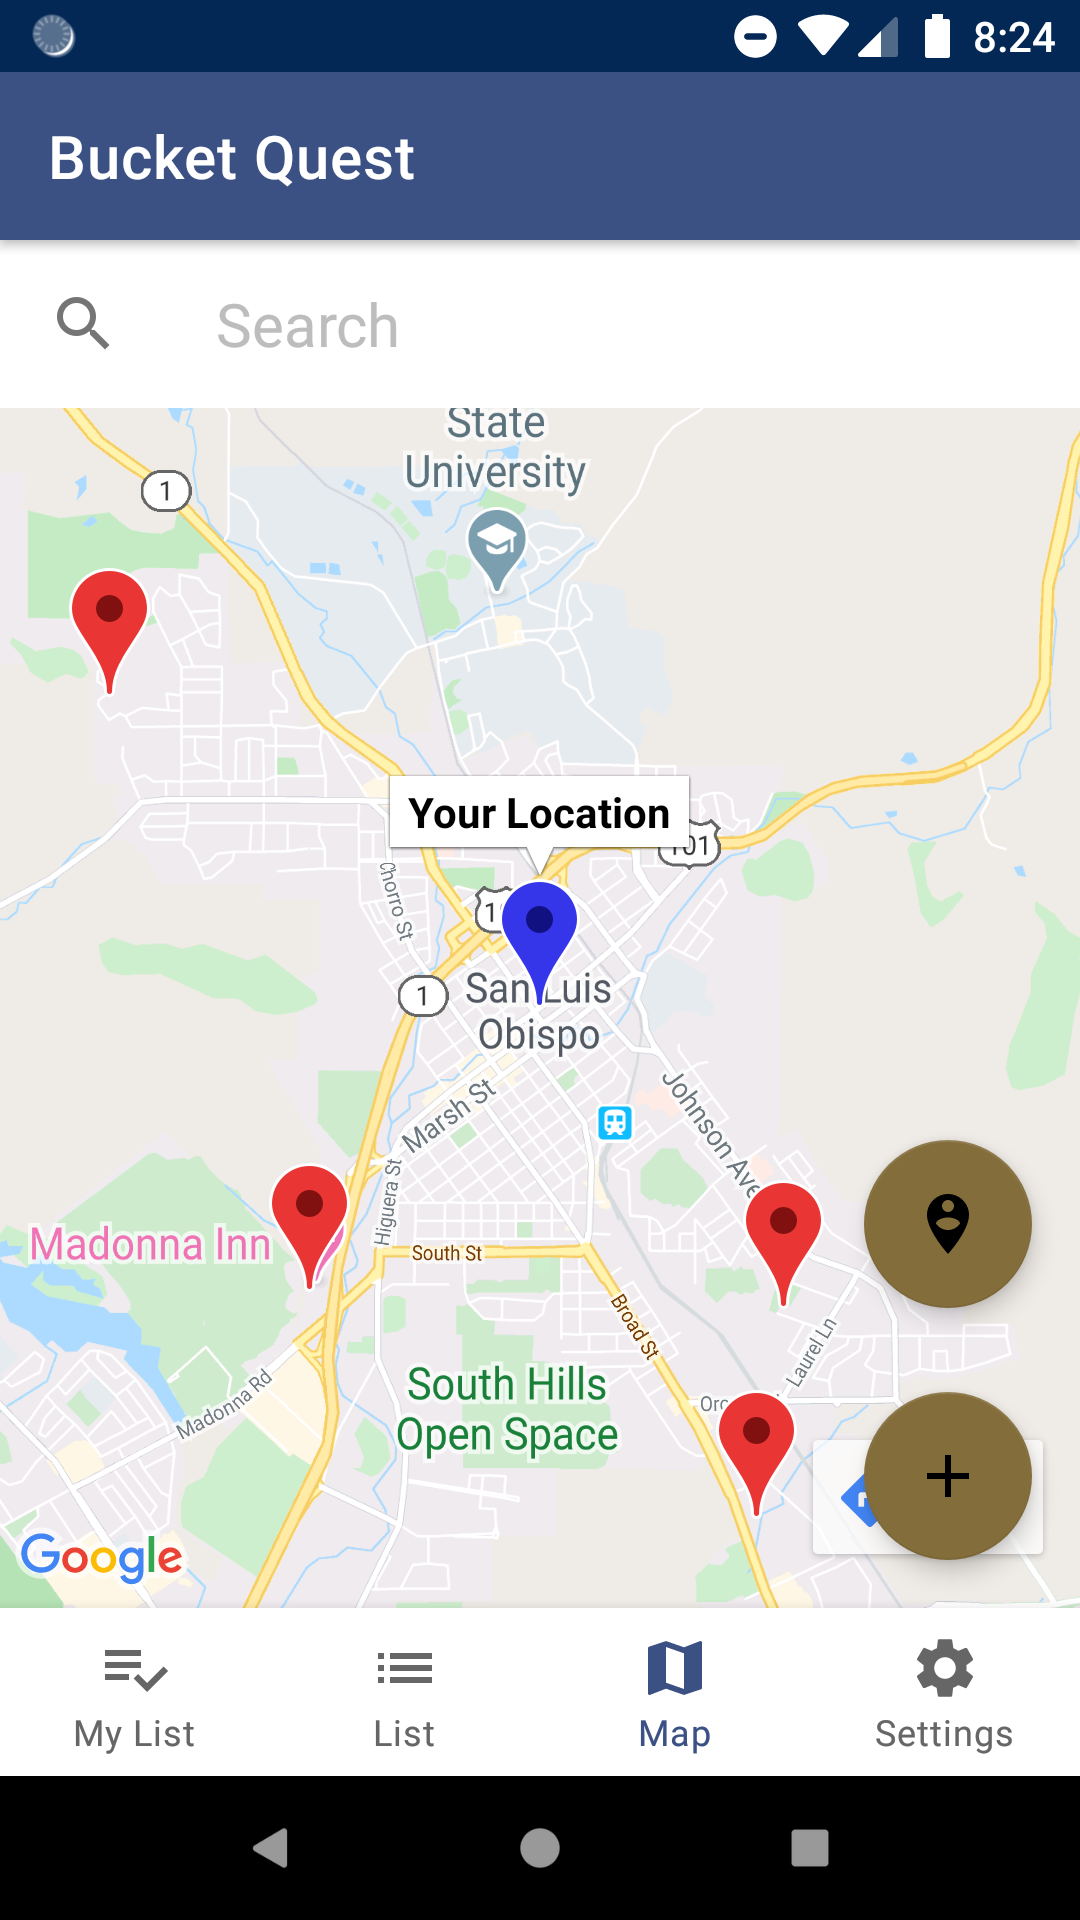 8:24
Bucket Quest
Search
State
University
1
Your Location
101
Chorro St
1
San Luis
Obispo
Marsh St
Johnson Ave
Higuera St
Madonna Inn
South St
Broad St
Laurel Ln
Madonna Rd
South Hills
Open Space
Google
My List
List
Map
Settings